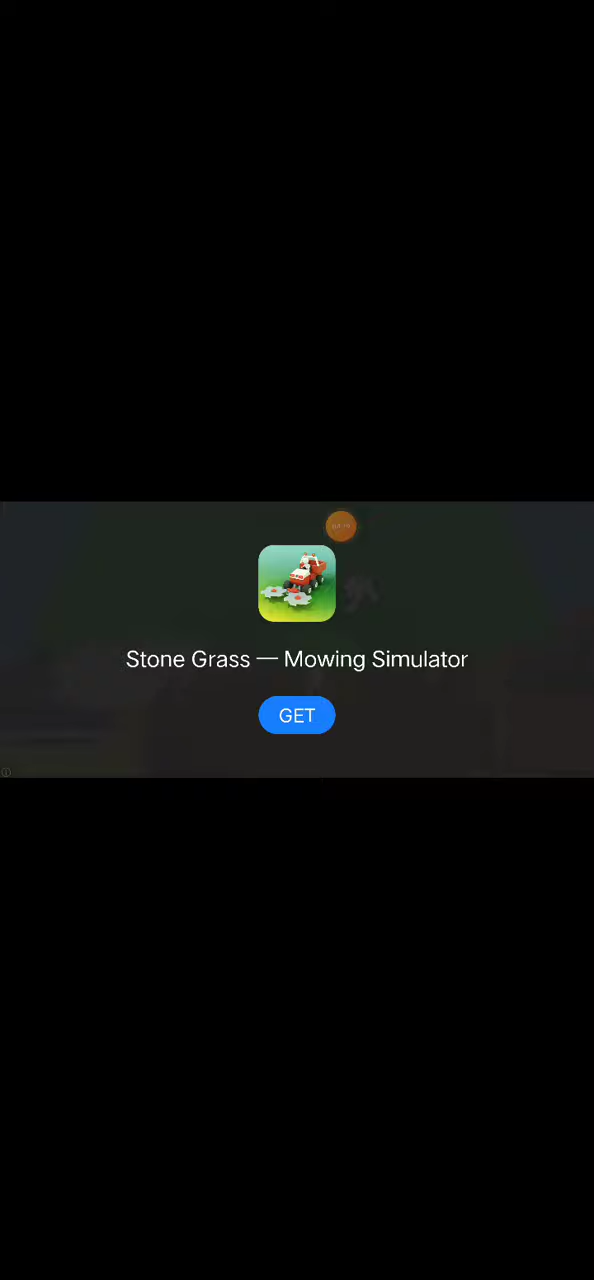 Stone Grass — Mowing Simulator
GET